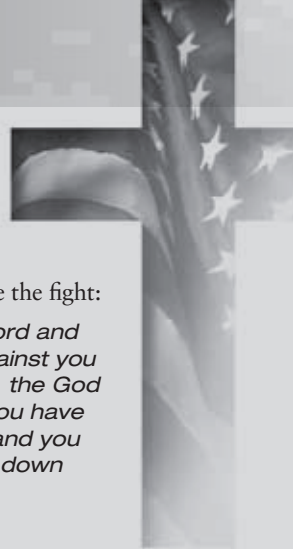 e the fight:
ord and
ainst you
the God
ou have
and you
down